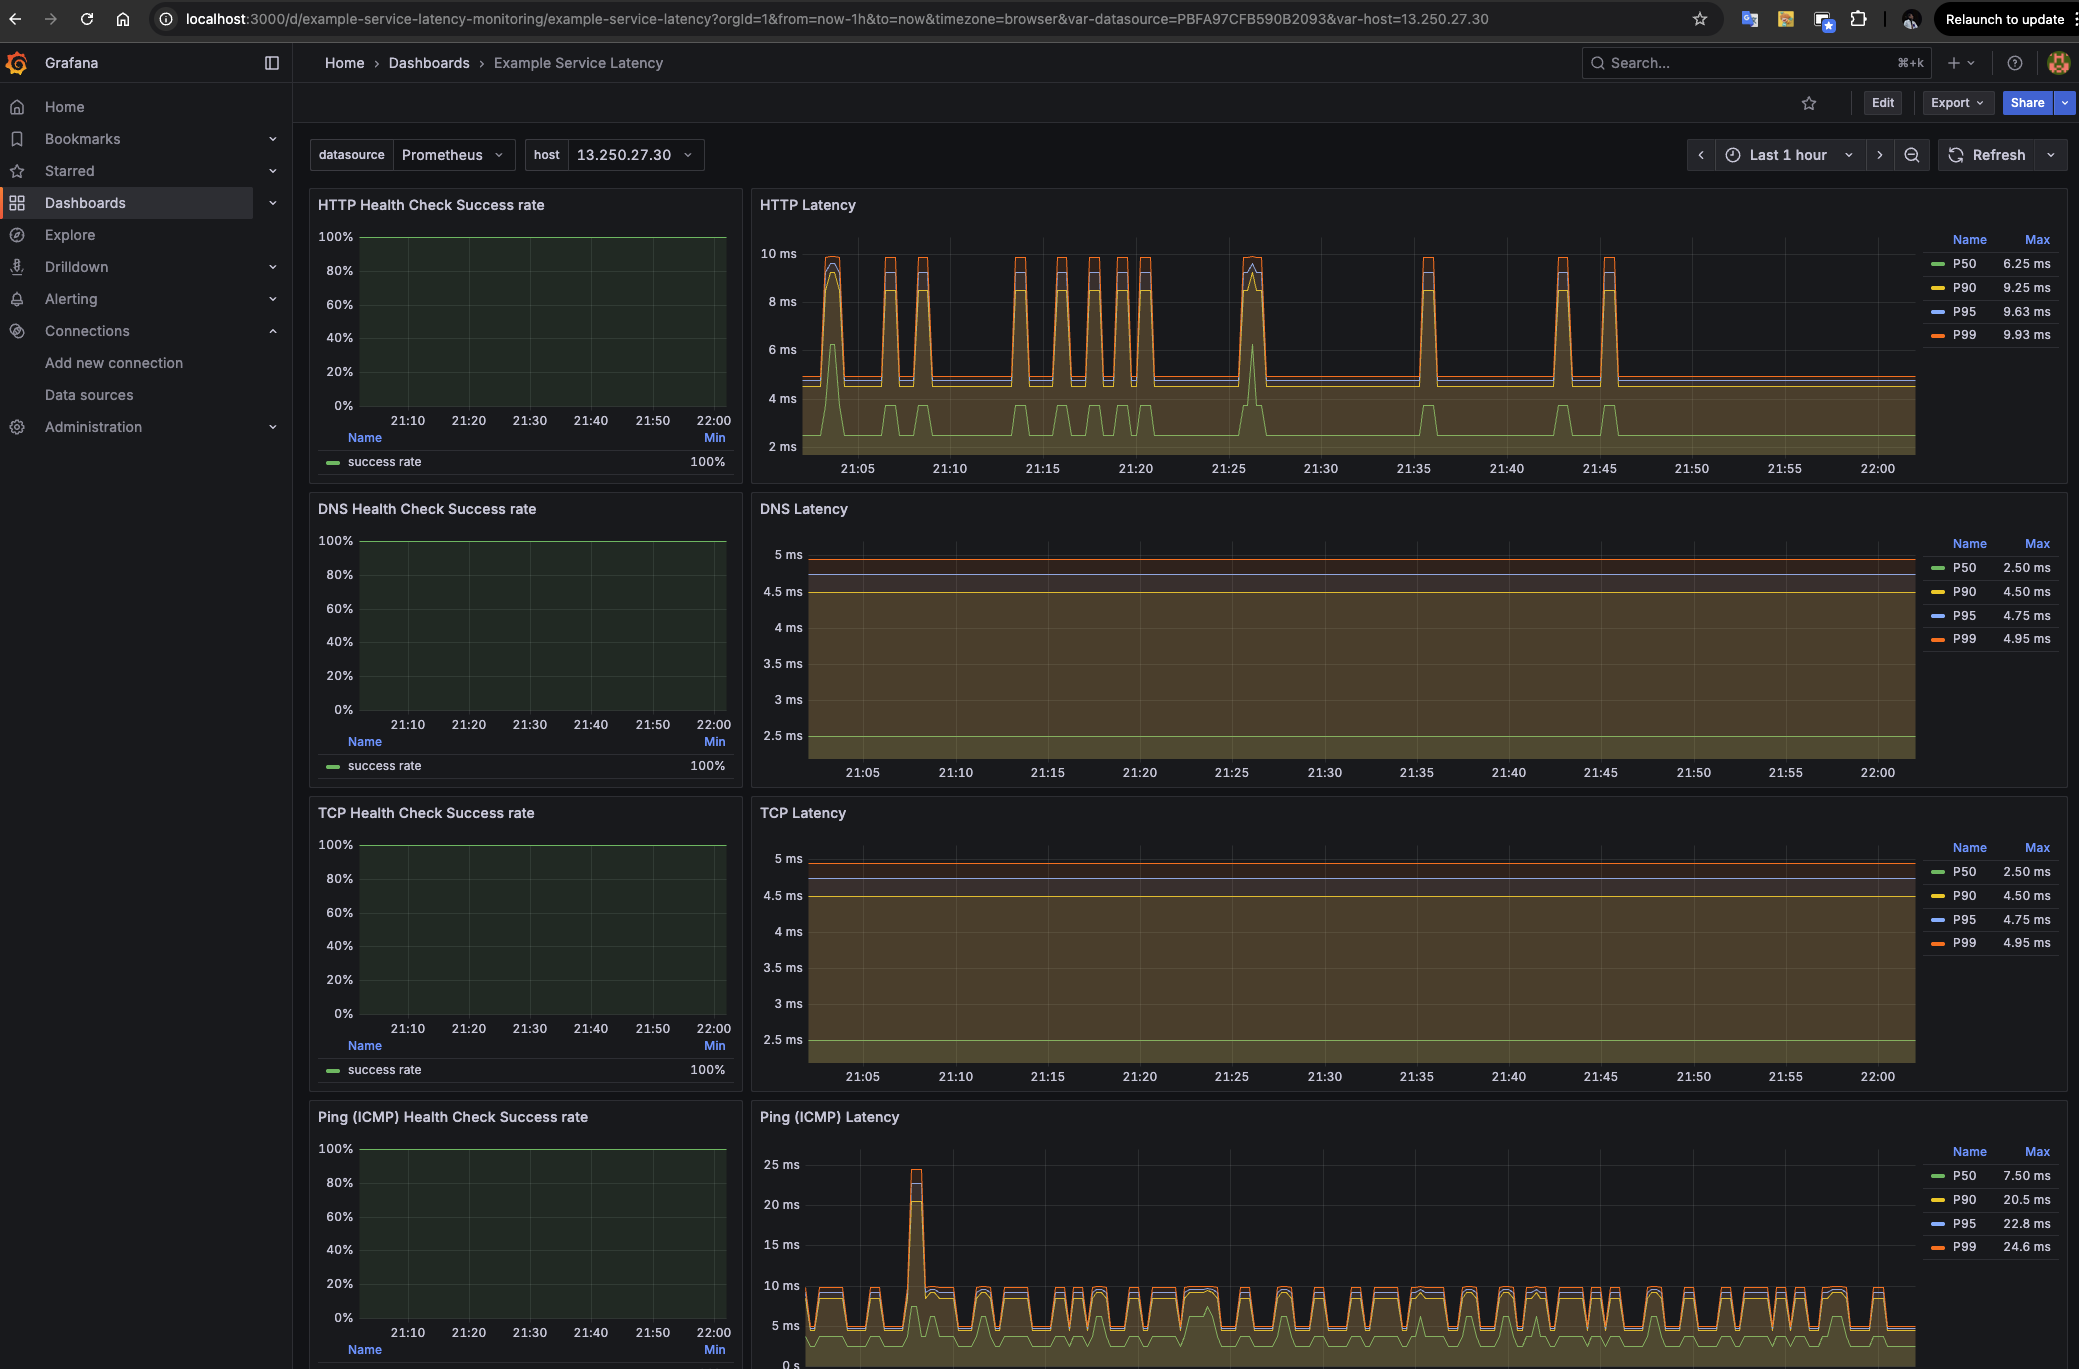 localhost:3000/d/example-service-latency-monitoring/example-service-latency?orgId=1&from=now-1h&to=now&timezone=browser&var-datasource=PBFA97CFB590B2093&var-host=13.250.27.30
Relaunch to update
Grafana
Home › Dashboards › Example Service Latency
Search...
⌘+k
Home
Bookmarks
Starred
Dashboards
Explore
Drilldown
Alerting
Connections
Add new connection
Data sources
Administration
Edit
Export
Share
datasource Prometheus
host 13.250.27.30
Last 1 hour
Refresh
HTTP Health Check Success rate
100%
80%
60%
40%
20%
0%
21:10 21:20 21:30 21:40 21:50 22:00
Name Min
success rate 100%
HTTP Latency
10 ms
8 ms
6 ms
4 ms
2 ms
21:05 21:10 21:15 21:20 21:25 21:30 21:35 21:40 21:45 21:50 21:55 22:00
Name Max
P50 6.25 ms
P90 9.25 ms
P95 9.63 ms
P99 9.93 ms
DNS Health Check Success rate
100%
80%
60%
40%
20%
0%
21:10 21:20 21:30 21:40 21:50 22:00
Name Min
success rate 100%
DNS Latency
5 ms
4.5 ms
4 ms
3.5 ms
3 ms
2.5 ms
21:05 21:10 21:15 21:20 21:25 21:30 21:35 21:40 21:45 21:50 21:55 22:00
Name Max
P50 2.50 ms
P90 4.50 ms
P95 4.75 ms
P99 4.95 ms
TCP Health Check Success rate
100%
80%
60%
40%
20%
0%
21:10 21:20 21:30 21:40 21:50 22:00
Name Min
success rate 100%
TCP Latency
5 ms
4.5 ms
4 ms
3.5 ms
3 ms
2.5 ms
21:05 21:10 21:15 21:20 21:25 21:30 21:35 21:40 21:45 21:50 21:55 22:00
Name Max
P50 2.50 ms
P90 4.50 ms
P95 4.75 ms
P99 4.95 ms
Ping (ICMP) Health Check Success rate
100%
80%
60%
40%
20%
0%
21:10 21:20 21:30 21:40 21:50 22:00
Name Min
Ping (ICMP) Latency
25 ms
20 ms
15 ms
10 ms
5 ms
0 s
Name Max
P50 7.50 ms
P90 20.5 ms
P95 22.8 ms
P99 24.6 ms